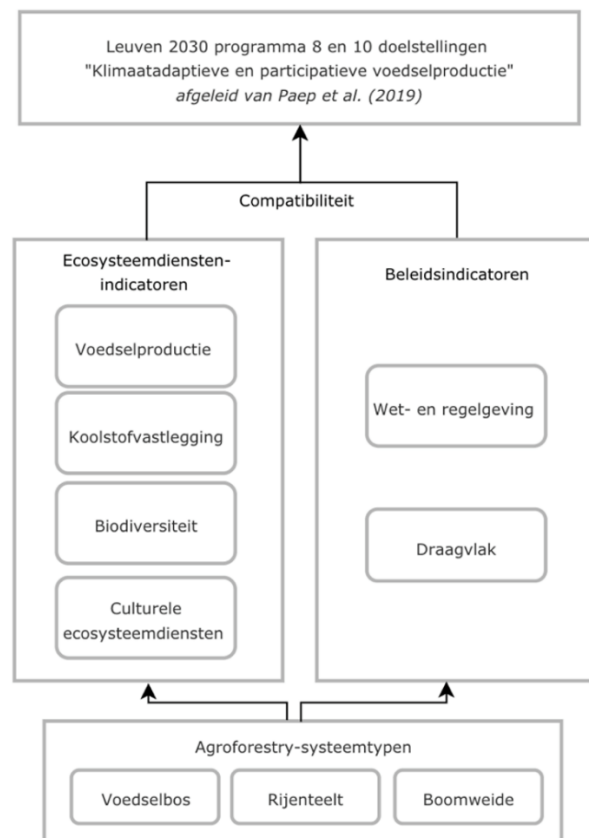 Leuven 2030 programma 8 en 10 doelstellingen
"Klimaatadaptieve en participatieve voedselproductie"
afgeleid van Paep et al. (2019)
Compatibiliteit
Ecosysteemdiensten-
indicatoren
Voedselproductie
Koolstofvastlegging
Biodiversiteit
Culturele
ecosysteemdiensten
Beleidsindicatoren
Wet- en regelgeving
Draagvlak
Agroforestry-systeemtypen
Voedselbos
Rijenteelt
Boomweide